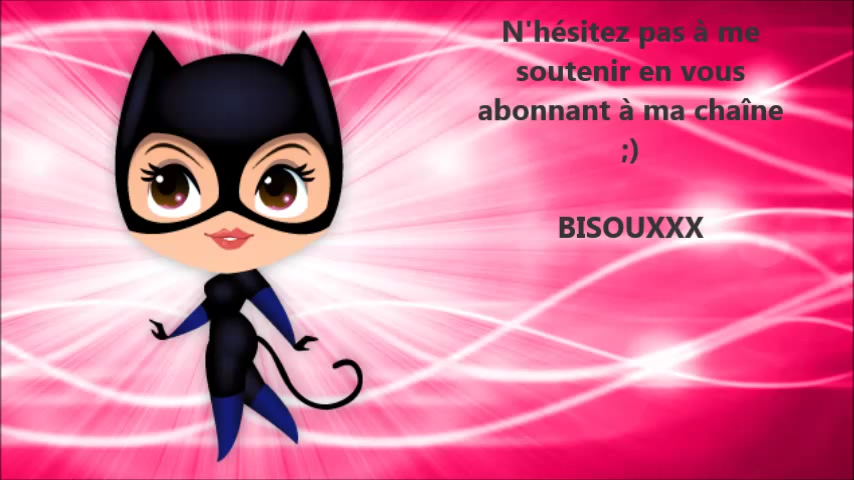 N'hésitez pas à me
soutenir en vous
abonnant à ma chaîne
;)
BISOUXXX